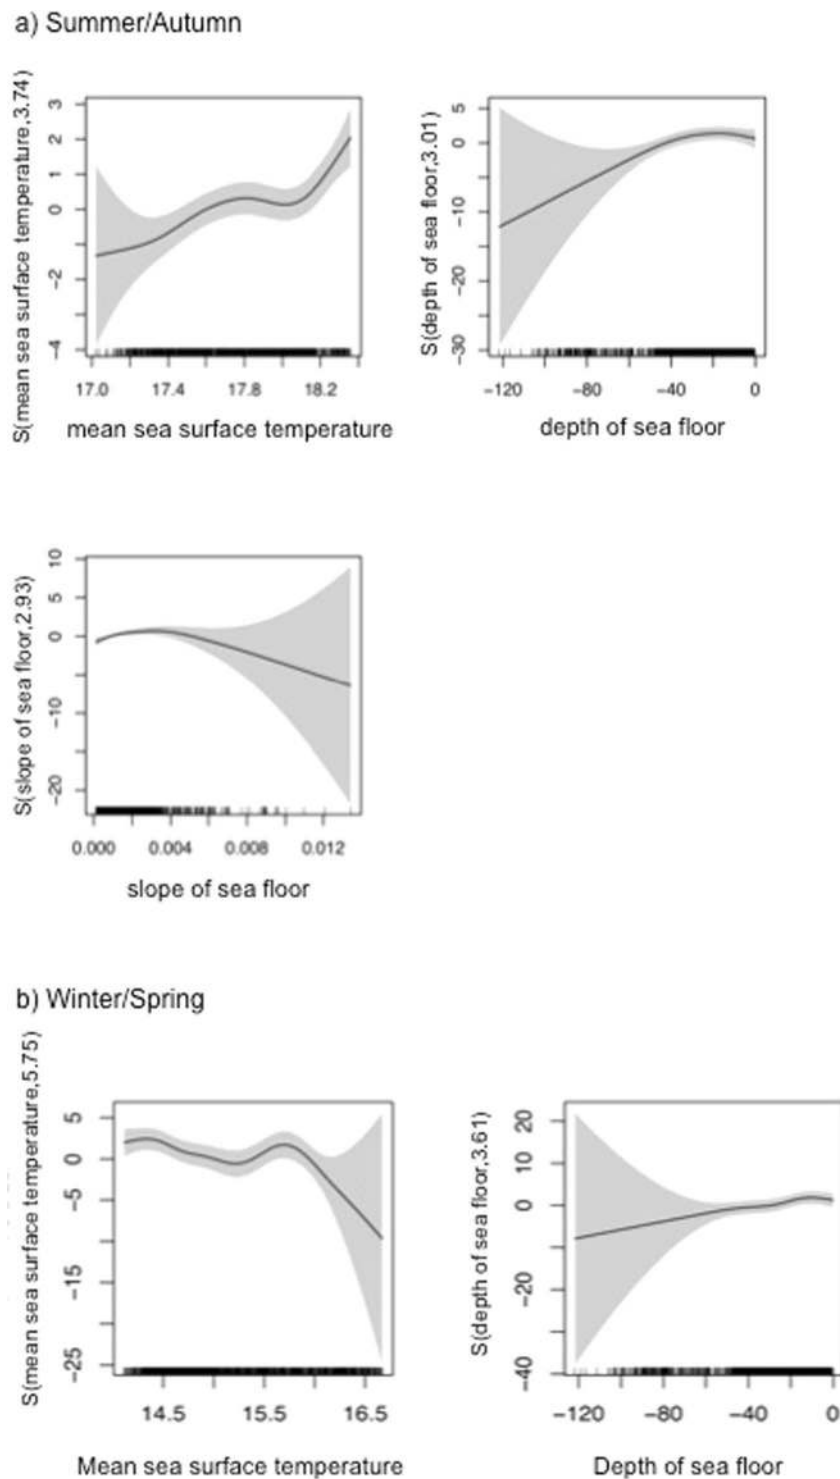 a) Summer/Autumn
S(mean sea surface temperature,3.74)
3
2
1
0
−2
−4
17.0 17.4 17.8 18.2
mean sea surface temperature
S(depth of sea floor,3.01)
5
0
−10
−20
−30
−120 −80 −40 0
depth of sea floor
S(slope of sea floor,2.93)
10
5
0
−10
−20
0.000 0.004 0.008 0.012
slope of sea floor
b) Winter/Spring
S(mean sea surface temperature,5.75)
5
0
−5
−15
−25
14.5 15.5 16.5
Mean sea surface temperature
S(depth of sea floor,3.61)
20
10
0
−20
−40
−120 −80 −40 0
Depth of sea floor